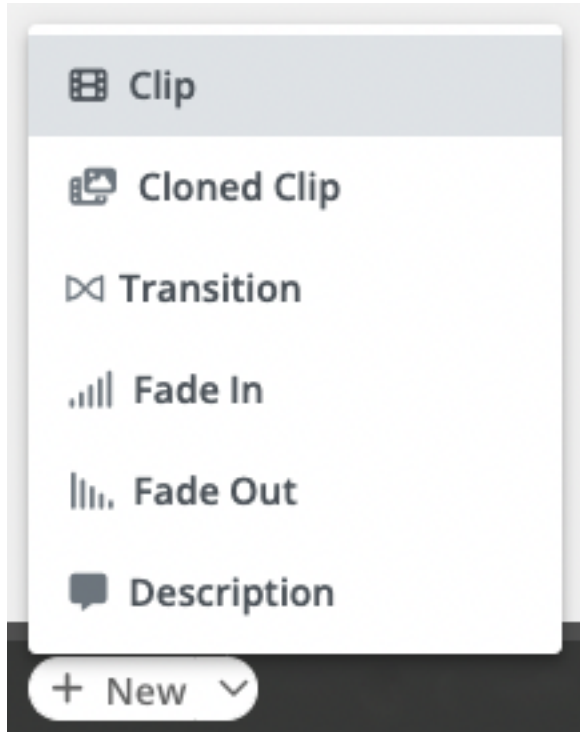 Clip
Cloned Clip
Transition
Fade In
Fade Out
Description
+ New